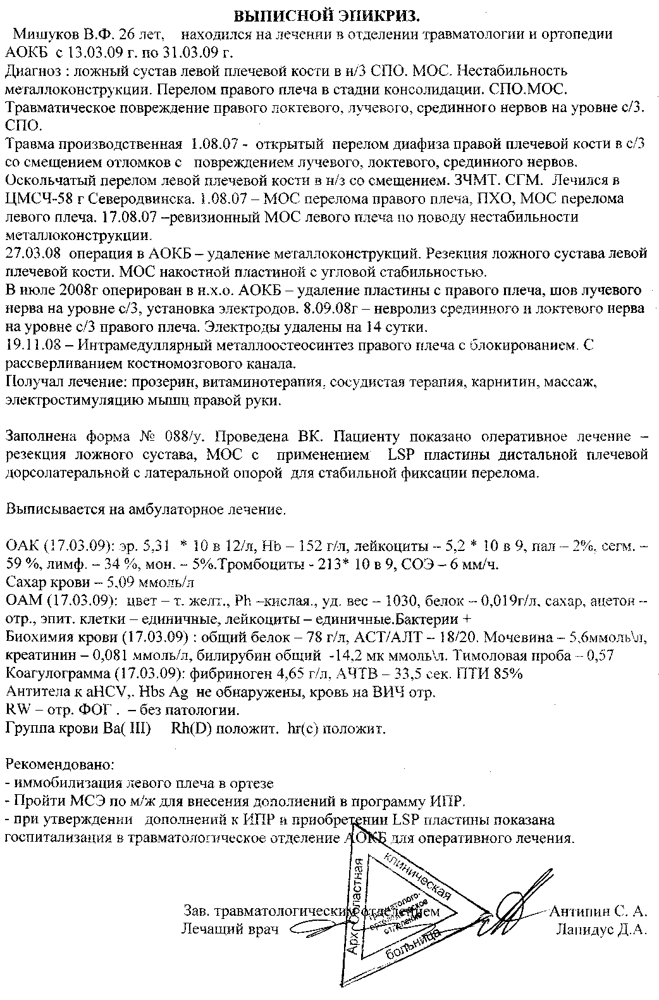 ВЫПИСНОЙ ЭПИКРИЗ.
Мишуков В.Ф. 26 лет, находился на лечении в отделении травматологии и ортопедии
АОКБ с 13.03.09 г. по 31.03.09 г.
Диагноз : ложный сустав левой плечевой кости в н/3 СПО. МОС. Нестабильность
металлоконструкции. Перелом правого плеча в стадии консолидации. СПО.МОС.
Травматическое повреждение правого локтевого, лучевого, срединного нервов на уровне с/3.
СПО.
Травма производственная 1.08.07 - открытый перелом диафиза правой плечевой кости в с/3
со смещением отломков с повреждением лучевого, локтевого, срединного нервов.
Оскольчатый перелом левой плечевой кости в н/з со смещением. ЗЧМТ. СГМ. Лечился в
ЦМСЧ-58 г Северодвинска. 1.08.07 – МОС перелома правого плеча, ПХО, МОС перелома
левого плеча. 17.08.07 –ревизионный МОС левого плеча по поводу нестабильности
металлоконструкции.
27.03.08 операция в АОКБ – удаление металлоконструкций. Резекция ложного сустава левой
плечевой кости. МОС накостной пластиной с угловой стабильностью.
В июле 2008г оперирован в н.х.о. АОКБ – удаление пластины с правого плеча, шов лучевого
нерва на уровне с/3, установка электродов. 8.09.08г – невролиз срединного и локтевого нерва
на уровне с/3 правого плеча. Электроды удалены на 14 сутки.
19.11.08 – Интрамедуллярный металлоостеосинтез правого плеча с блокированием. С
рассверливанием костномозгового канала.
Получал лечение: прозерин, витаминотерапия, сосудистая терапия, карнитин, массаж,
электростимуляцию мышц правой руки.
Заполнена форма № 088/у. Проведена ВК. Пациенту показано оперативное лечение –
резекция ложного сустава, МОС с применением LSP пластины дистальной плечевой
дорсолатеральной с латеральной опорой для стабильной фиксации перелома.
Выписывается на амбулаторное лечение.
ОАК (17.03.09): эр. 5,31 * 10 в 12/л, Hb – 152 г/л, лейкоциты – 5,2 * 10 в 9, пал – 2%, сегм. –
59 %, лимф. – 34 %, мон. – 5%.Тромбоциты - 213* 10 в 9, СОЭ – 6 мм/ч.
Сахар крови – 5,09 ммоль/л
ОАМ (17.03.09): цвет – т. желт., Ph –кислая., уд. вес – 1030, белок – 0,019г/л, сахар, ацетон –
отр., эпит. клетки – единичные, лейкоциты – единичные.Бактерии +
Биохимия крови (17.03.09) : общий белок – 78 г/л, АСТ/АЛТ – 18/20. Мочевина – 5,6ммоль\л,
креатинин – 0,081 ммоль/л, билирубин общий -14,2 мк ммоль\л. Тимоловая проба – 0,57
Коагулограмма (17.03.09): фибриноген 4,65 г/л, АЧТВ – 33,5 сек. ПТИ 85%
Антитела к aHCV,. Hbs Ag не обнаружены, кровь на ВИЧ отр.
RW – отр. ФОГ . – без патологии.
Группа крови Ва( III) Rh(D) положит. hr(c) положит.
Рекомендовано:
- иммобилизация левого плеча в ортезе
- Пройти МСЭ по м/ж для внесения дополнений в программу ИПР.
- при утверждении дополнений к ИПР и приобретении LSP пластины показана
госпитализация в травматологическое отделение АОКБ для оперативного лечения.
Зав. травматологическим отделением Антипин С. А.
Лечащий врач Лапидус Д.А.
Арх областная
клиническая
больница
травматолого-
ортопедическое
отделение